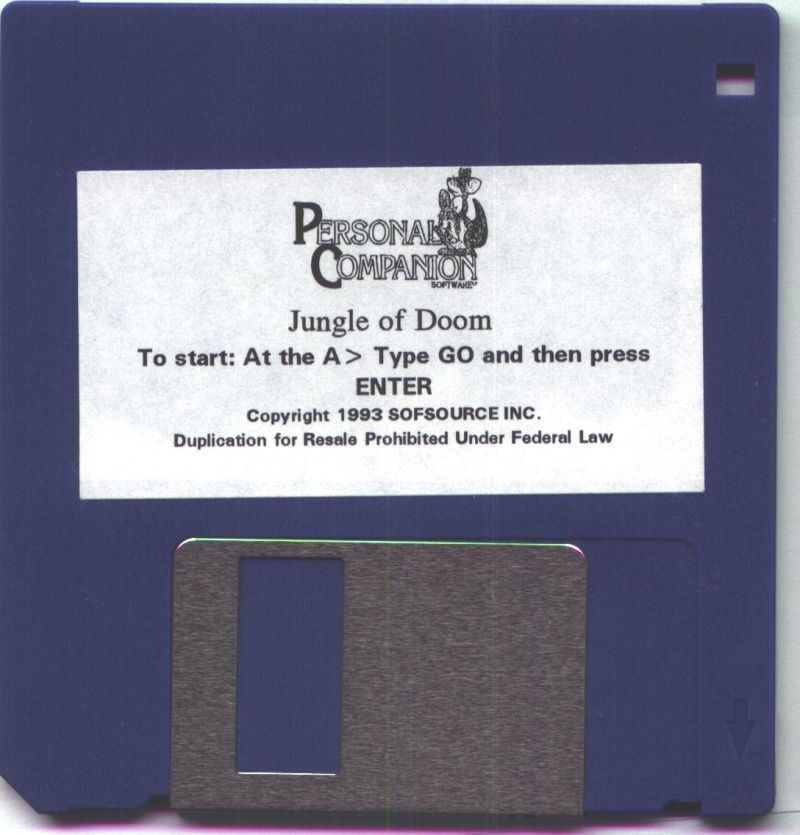 PERSONAL
COMPANION
SOFTWARE™
Jungle of Doom
To start: At the A> Type GO and then press
ENTER
Copyright 1993 SOFSOURCE INC.
Duplication for Resale Prohibited Under Federal Law